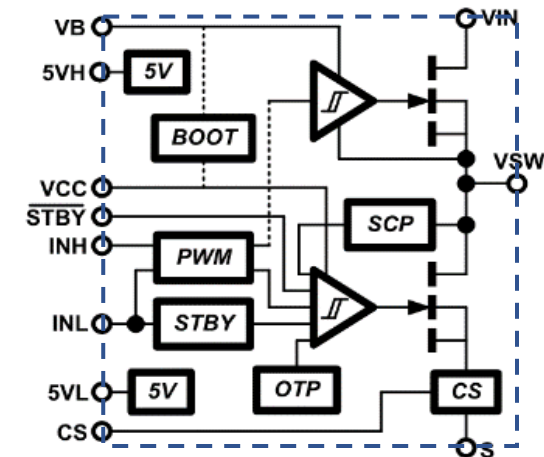 VB
VIN
5VH
5V
BOOT
VSW
VCC
STBY
SCP
INH
PWM
INL
STBY
5VL
5V
OTP
CS
CS
S